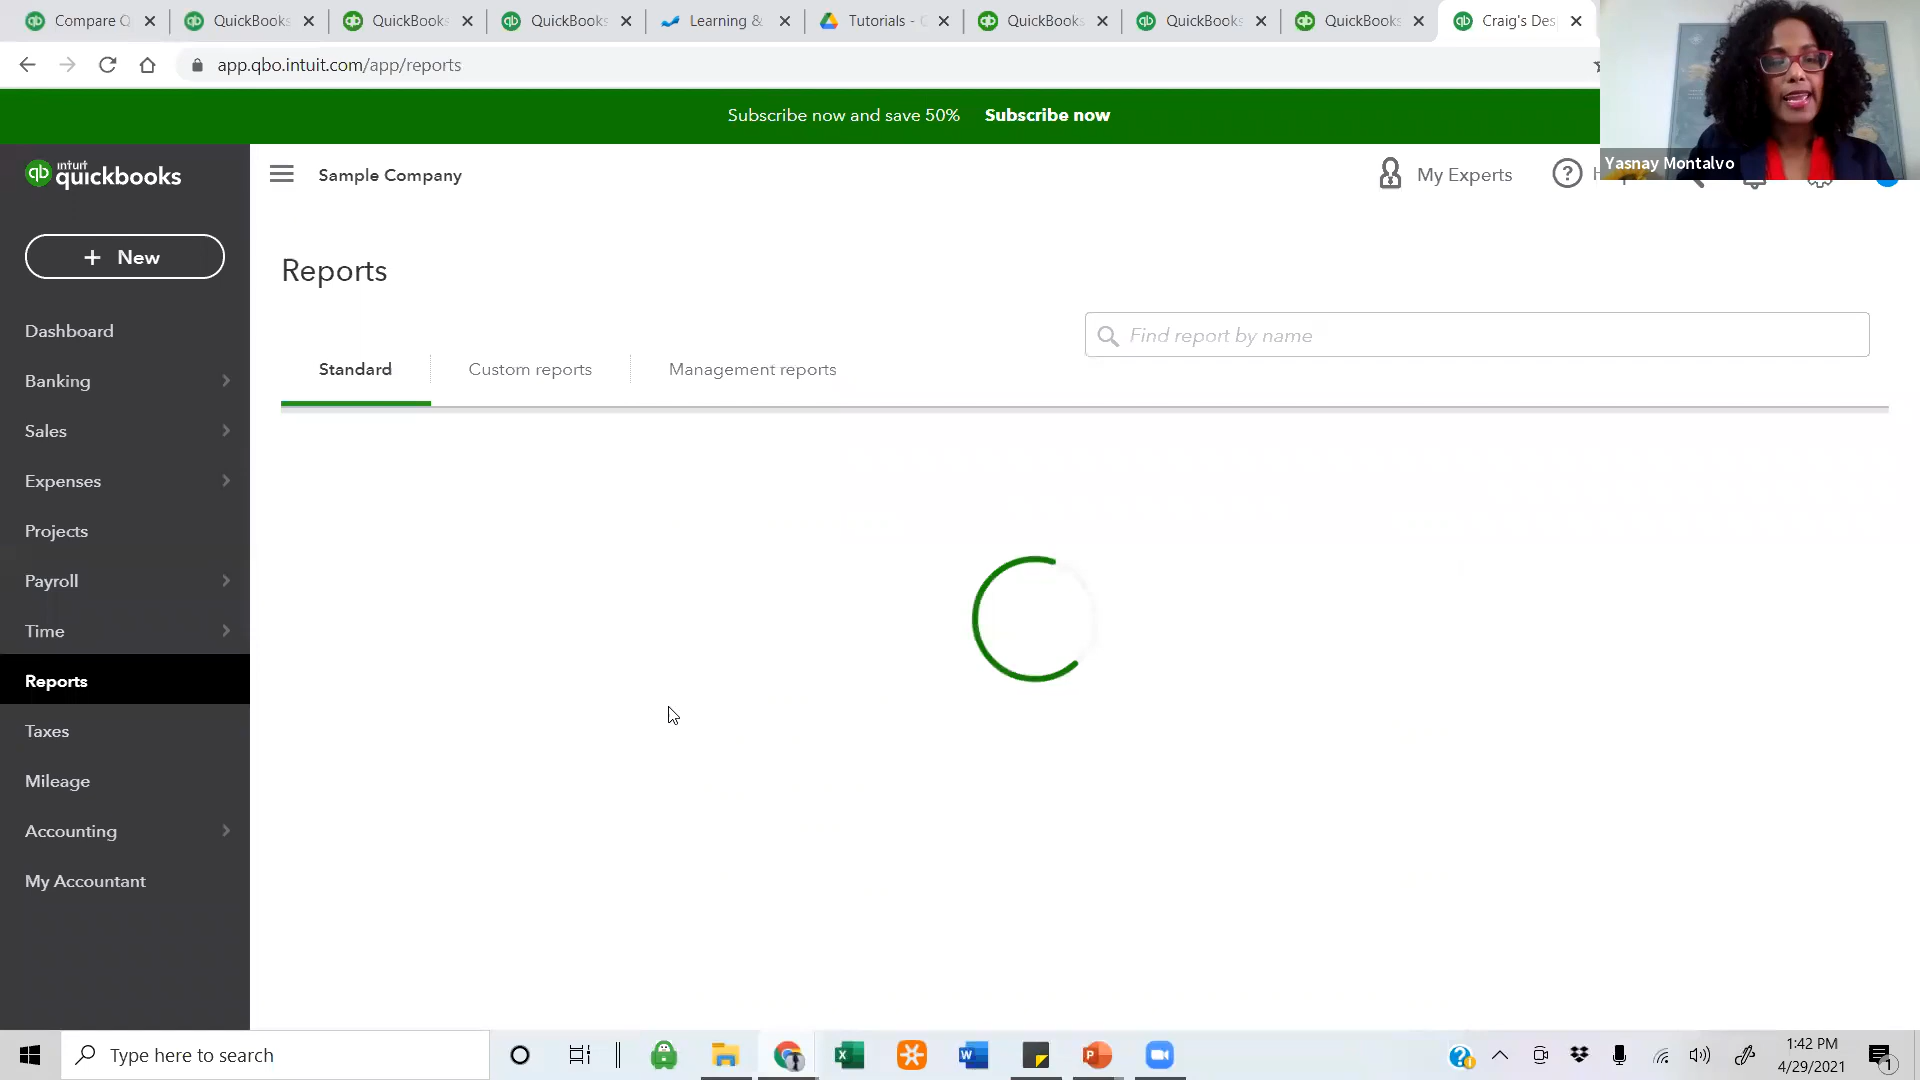 Compare Q
QuickBooks
QuickBooks
QuickBooks
Learning &
Tutorials -
QuickBooks
QuickBooks
QuickBooks
Craig's Des
app.qbo.intuit.com/app/reports
Subscribe now and save 50% Subscribe now
Yasnay Montalvo
intuit
quickbooks
Sample Company
My Experts
New
Reports
Find report by name
Standard
Custom reports
Management reports
Dashboard
Banking
Sales
Expenses
Projects
Payroll
Time
Reports
Taxes
Mileage
Accounting
My Accountant
Type here to search
1:42 PM
4/29/2021
1